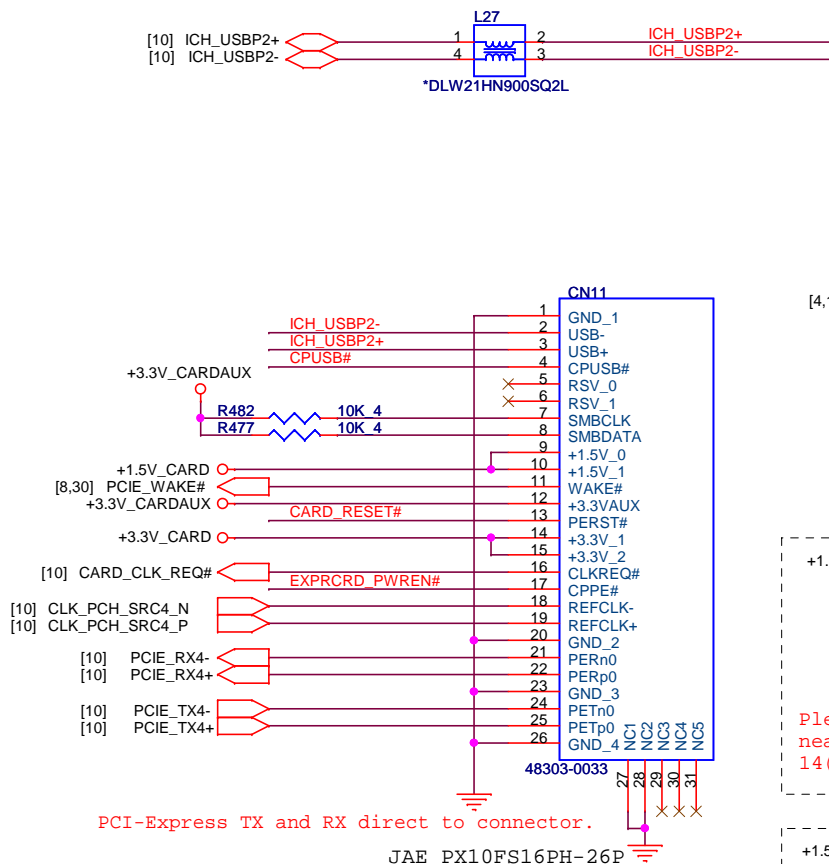 L27
[10] ICH_USBP2+ 1 2 ICH_USBP2+
[10] ICH_USBP2- 4 3 ICH_USBP2-
*DLW21HN900SQ2L
CN11
[4,1
1 GND_1
ICH_USBP2- 2 USB-
ICH_USBP2+ 3 USB+
CPUSB# 4 CPUSB#
+3.3V_CARDAUX
5 RSV_0
6 RSV_1
R482 10K_4 7 SMBCLK
R477 10K_4 8 SMBDATA
9 +1.5V_0
+1.5V_CARD 10 +1.5V_1
[8,30] PCIE_WAKE# 11 WAKE#
+3.3V_CARDAUX 12 +3.3VAUX
CARD_RESET# 13 PERST#
+3.3V_CARD 14 +3.3V_1
15 +3.3V_2
+1.
[10] CARD_CLK_REQ# 16 CLKREQ#
EXPRCRD_PWREN# 17 CPPE#
[10] CLK_PCH_SRC4_N 18 REFCLK-
[10] CLK_PCH_SRC4_P 19 REFCLK+
20 GND_2
[10] PCIE_RX4- 21 PERn0
[10] PCIE_RX4+ 22 PERp0
23 GND_3
[10] PCIE_TX4- 24 PETn0
[10] PCIE_TX4+ 25 PETp0
26 GND_4
NC1 NC2 NC3 NC4 NC5
Ple
nea
14(
48303-0033
27 28 29 30 31
PCI-Express TX and RX direct to connector.
JAE PX10FS16PH-26P
+1.5